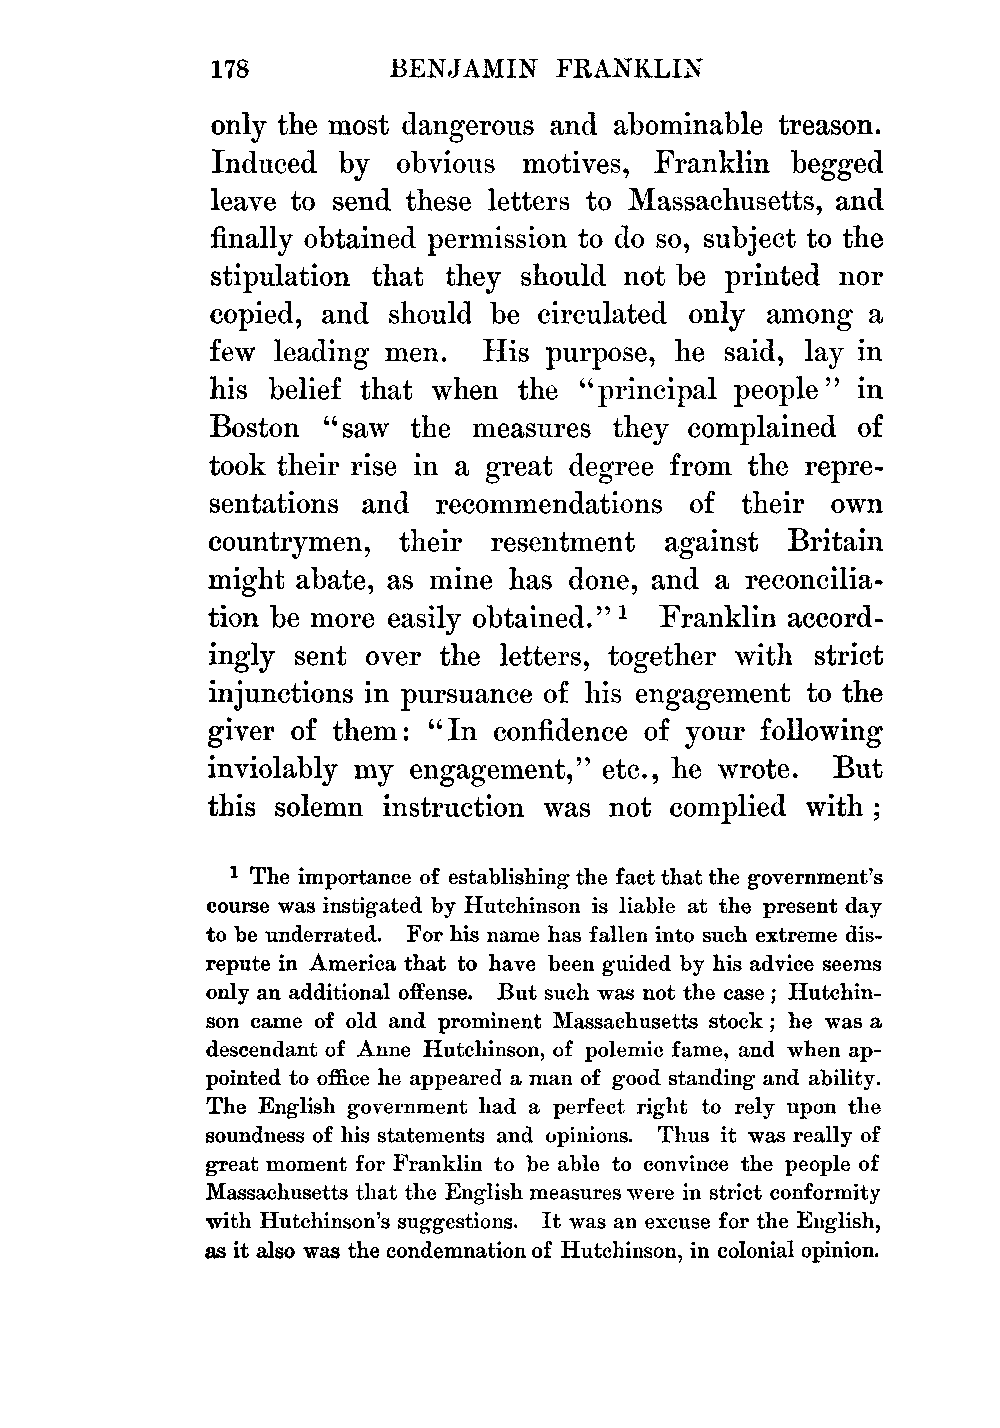 178 BENJAMIN FRANKLIN
only the most dangerous and abominable treason.
Induced by obvious motives, Franklin begged
leave to send these letters to Massachusetts, and
finally obtained permission to do so, subject to the
stipulation that they should not be printed nor
copied, and should be circulated only among a
few leading men. His purpose, he said, lay in
his belief that when the “principal people” in
Boston “saw the measures they complained of
took their rise in a great degree from the repre-
sentations and recommendations of their own
countrymen, their resentment against Britain
might abate, as mine has done, and a reconcilia-
tion be more easily obtained.” 1 Franklin accord-
ingly sent over the letters, together with strict
injunctions in pursuance of his engagement to the
giver of them: “In confidence of your following
inviolably my engagement,” etc., he wrote. But
this solemn instruction was not complied with ;
1 The importance of establishing the fact that the government’s
course was instigated by Hutchinson is liable at the present day
to be underrated. For his name has fallen into such extreme dis-
repute in America that to have been guided by his advice seems
only an additional offense. But such was not the case ; Hutchin-
son came of old and prominent Massachusetts stock ; he was a
descendant of Anne Hutchinson, of polemic fame, and when ap-
pointed to office he appeared a man of good standing and ability.
The English government had a perfect right to rely upon the
soundness of his statements and opinions. Thus it was really of
great moment for Franklin to be able to convince the people of
Massachusetts that the English measures were in strict conformity
with Hutchinson’s suggestions. It was an excuse for the English,
as it also was the condemnation of Hutchinson, in colonial opinion.